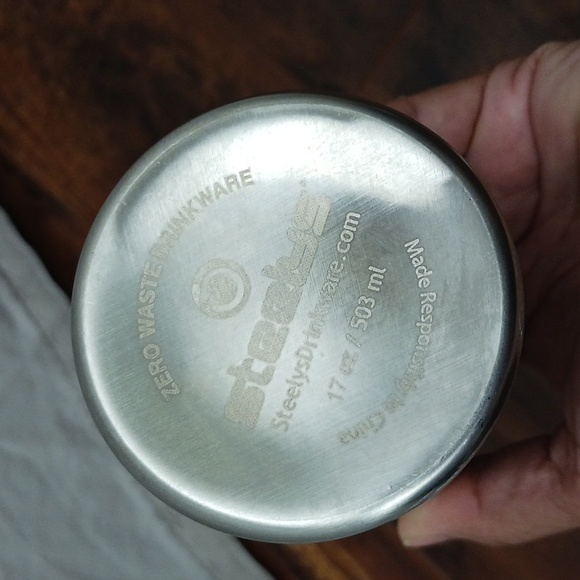 ZERO WASTE DRINKWARE
steelys
SteelysDrinkware.com
17 oz / 503 ml
Made Responsibly in China